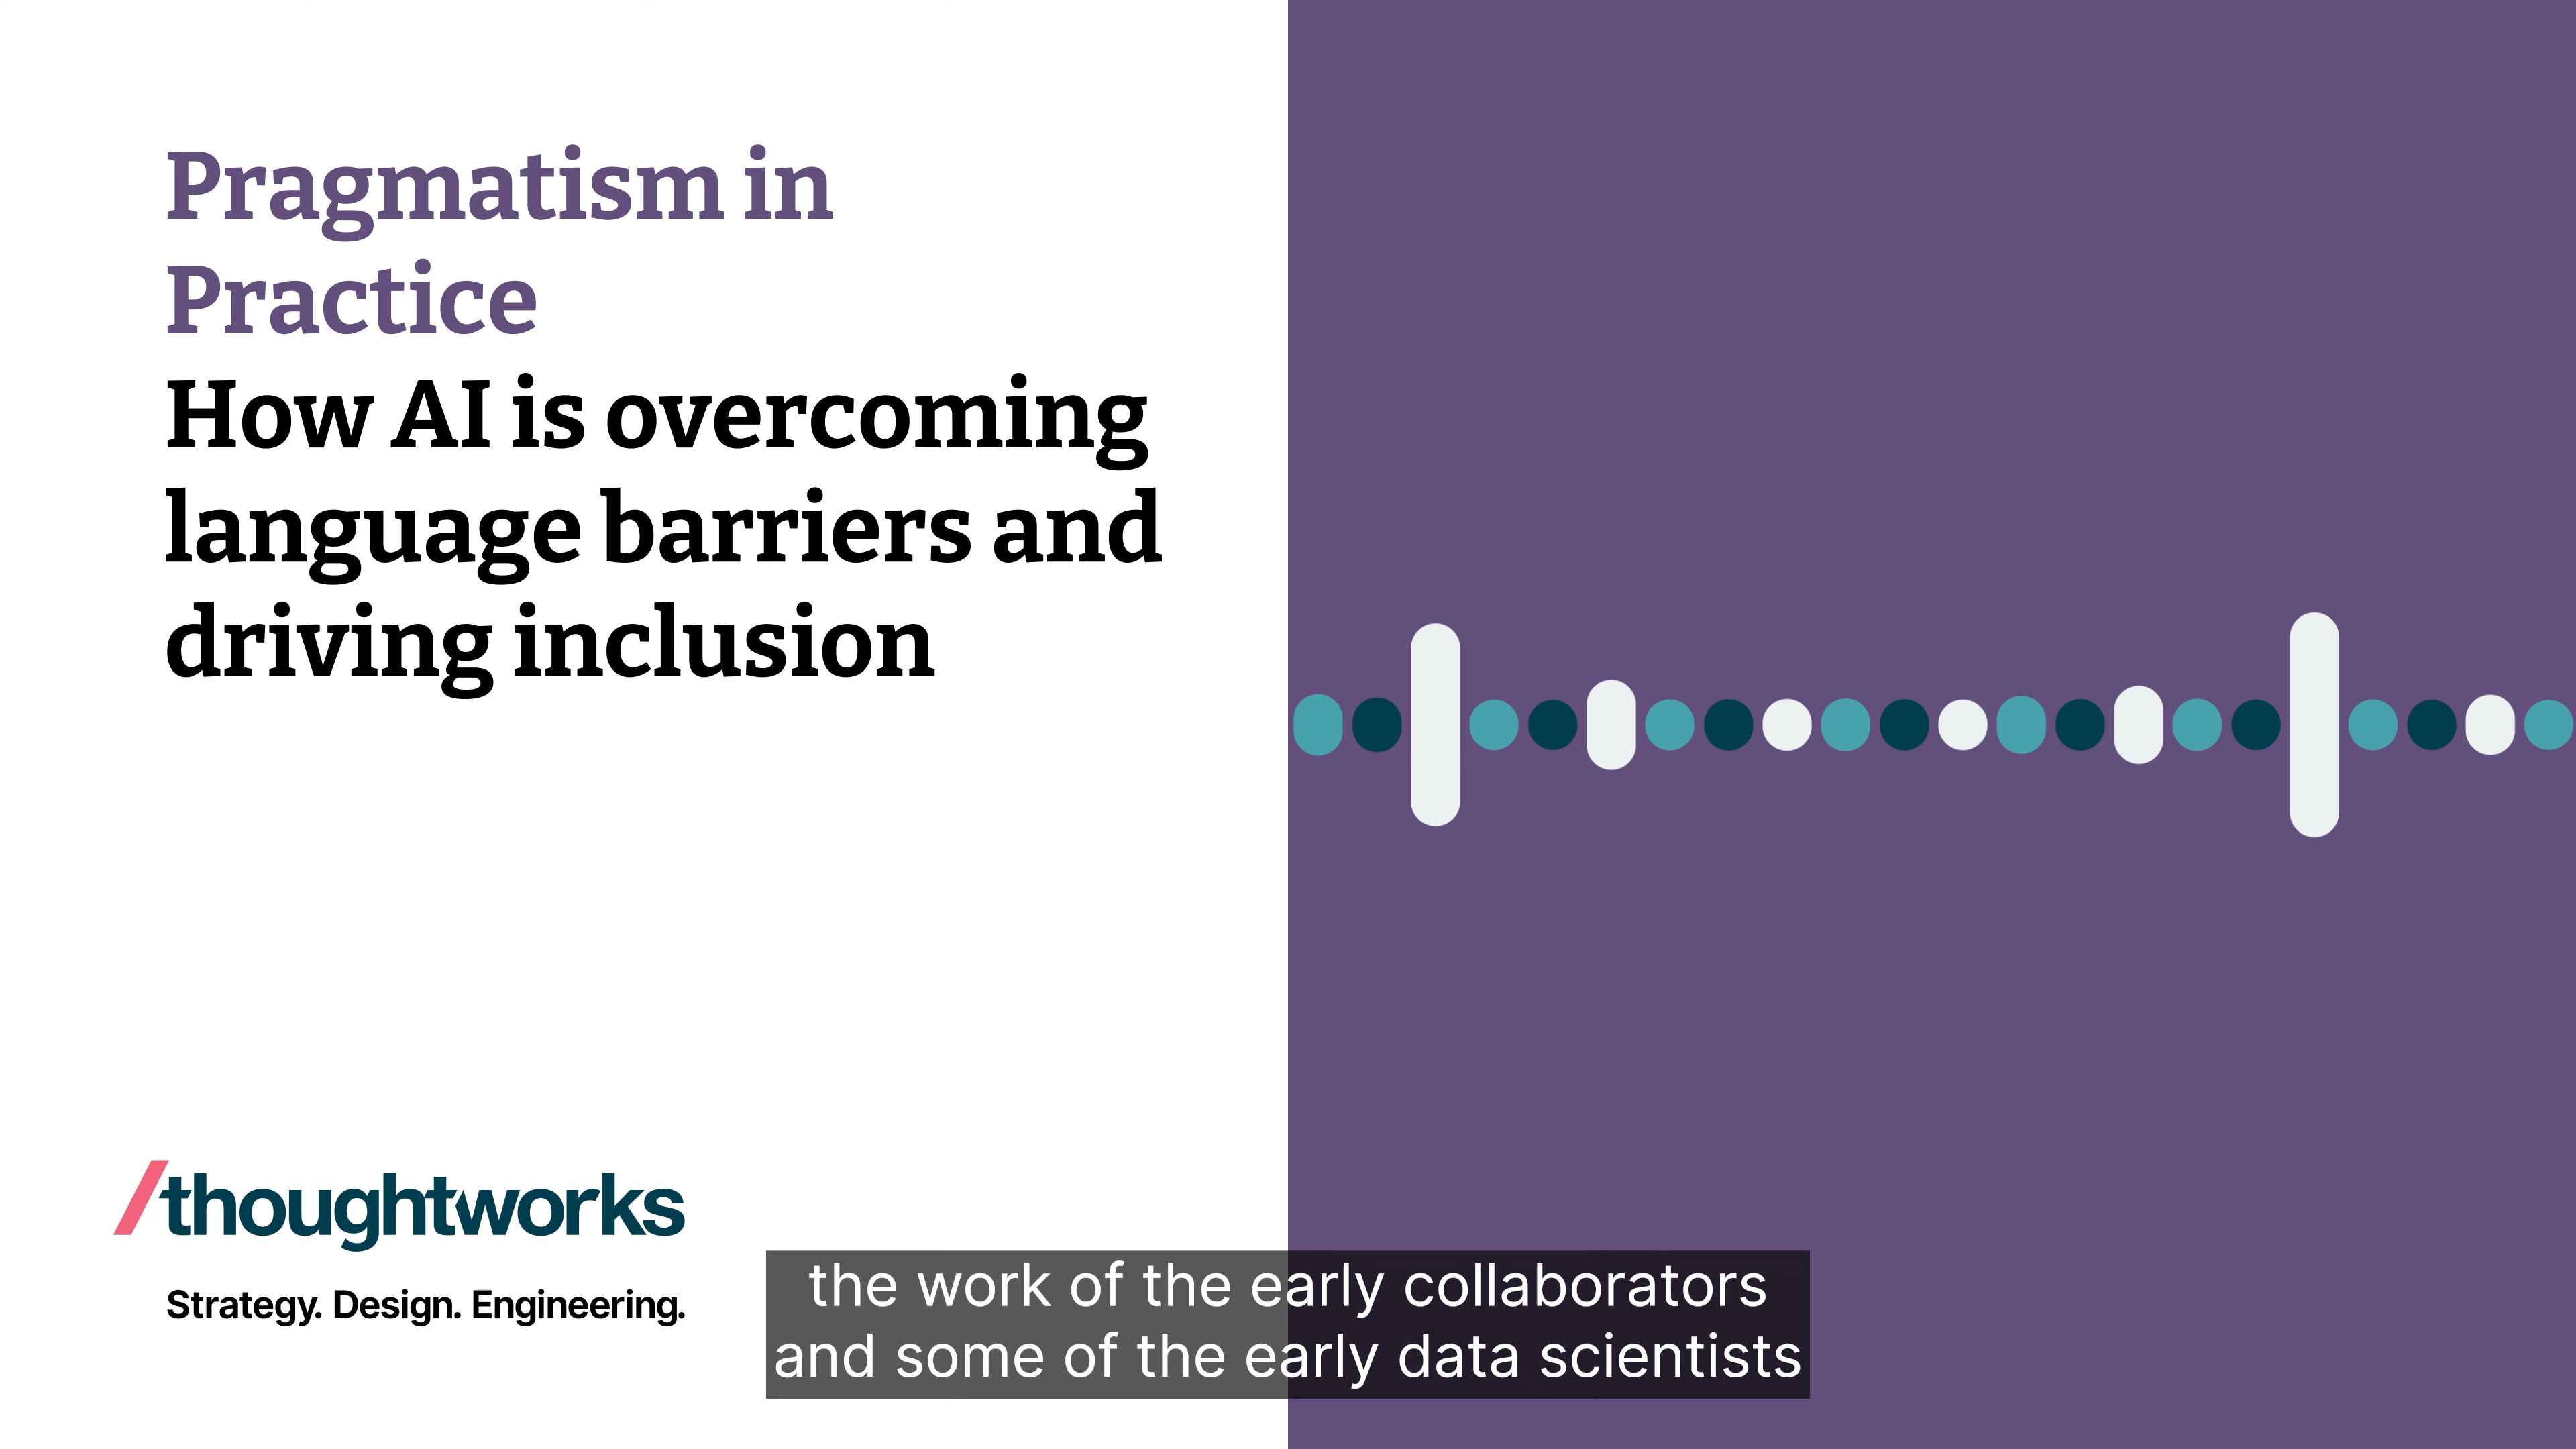 Pragmatism in
Practice
How AI is overcoming
language barriers and
driving inclusion
/thoughtworks
Strategy. Design. Engineering.
the work of the early collaborators
and some of the early data scientists